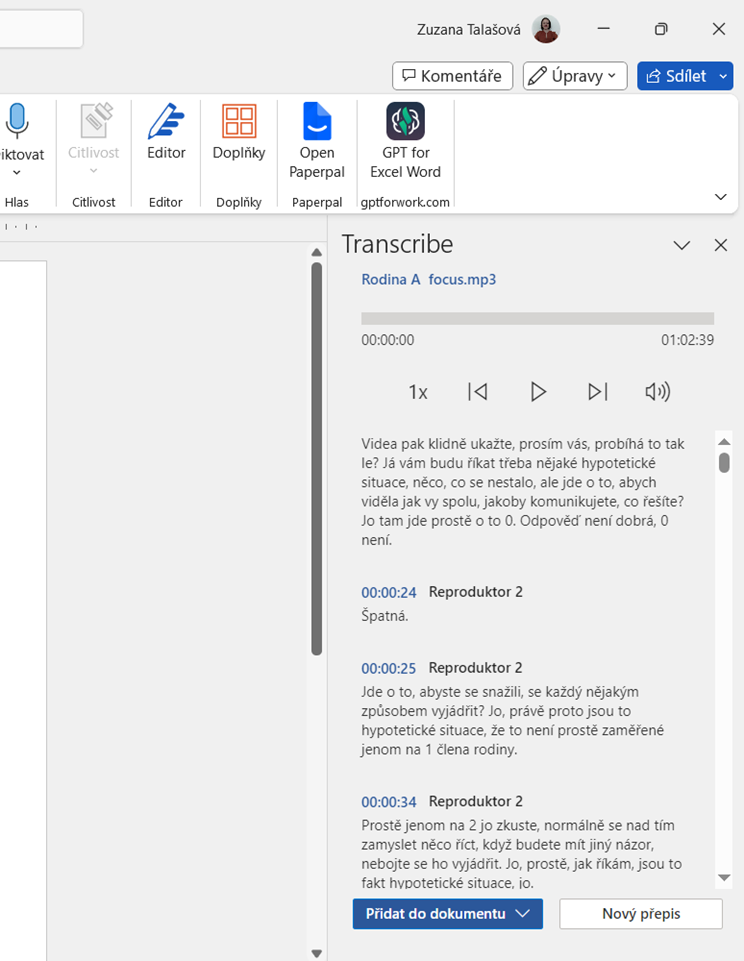 Zuzana Talašová
Komentáře
Úpravy
Sdílet
iktovat
Citlivost
Editor
Doplňky
Open
Paperpal
GPT for
Excel Word
Hlas
Citlivost
Editor
Doplňky
Paperpal
gptforwork.com
Transcribe
Rodina A focus.mp3
00:00:00
01:02:39
1x
Videa pak klidně ukažte, prosím vás, probíhá to tak
le? Já vám budu říkat třeba nějaké hypotetické
situace, něco, co se nestalo, ale jde o to, abych
viděla jak vy spolu, jakoby komunikujete, co řešíte?
Jo tam jde prostě o to 0. Odpověď není dobrá, 0
není.
00:00:24 Reproduktor 2
Špatná.
00:00:25 Reproduktor 2
Jde o to, abyste se snažili, se každý nějakým
způsobem vyjádřit? Jo, právě proto jsou to
hypotetické situace, že to není prostě zaměřené
jenom na 1 člena rodiny.
00:00:34 Reproduktor 2
Prostě jenom na 2 jo zkuste, normálně se nad tím
zamyslet něco říct, když budete mít jiný názor,
nebojte se ho vyjádřit. Jo, prostě, jak říkám, jsou to
fakt hypotetické situace, jo.
Přidat do dokumentu
Nový přepis